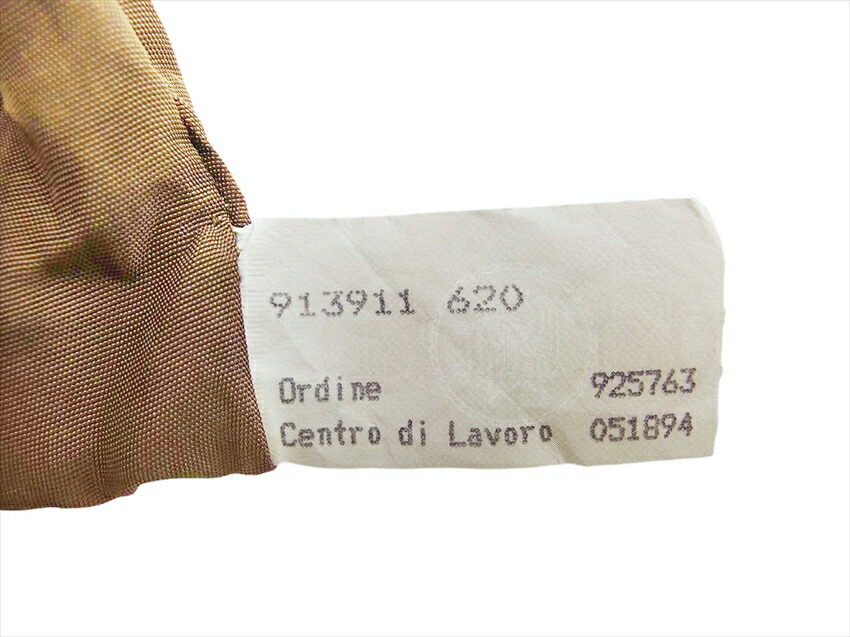 913911 620
Ordine 925763
Centro di Lavoro 051894